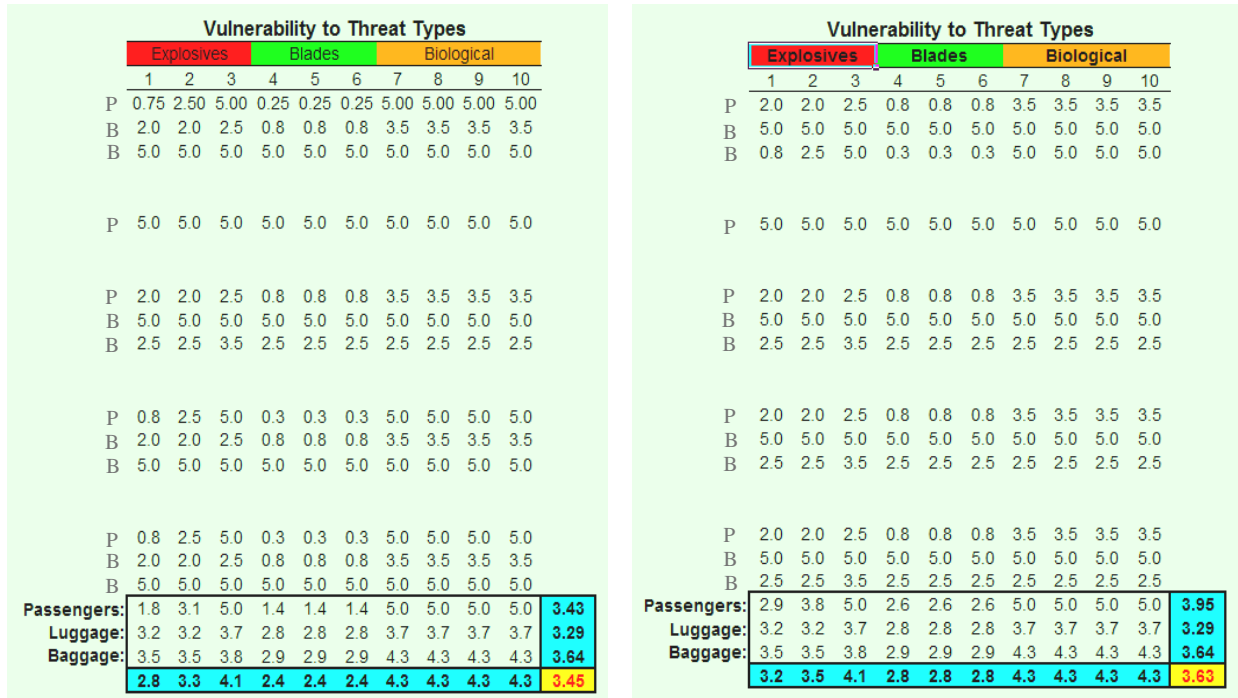 Vulnerability to Threat Types
Explosives Blades Biological
1 2 3 4 5 6 7 8 9 10
P 0.75 2.50 5.00 0.25 0.25 0.25 5.00 5.00 5.00 5.00
B 2.0 2.0 2.5 0.8 0.8 0.8 3.5 3.5 3.5 3.5
B 5.0 5.0 5.0 5.0 5.0 5.0 5.0 5.0 5.0 5.0
P 5.0 5.0 5.0 5.0 5.0 5.0 5.0 5.0 5.0 5.0
P 2.0 2.0 2.5 0.8 0.8 0.8 3.5 3.5 3.5 3.5
B 5.0 5.0 5.0 5.0 5.0 5.0 5.0 5.0 5.0 5.0
B 2.5 2.5 3.5 2.5 2.5 2.5 2.5 2.5 2.5 2.5
P 0.8 2.5 5.0 0.3 0.3 0.3 5.0 5.0 5.0 5.0
B 2.0 2.0 2.5 0.8 0.8 0.8 3.5 3.5 3.5 3.5
B 5.0 5.0 5.0 5.0 5.0 5.0 5.0 5.0 5.0 5.0
P 0.8 2.5 5.0 0.3 0.3 0.3 5.0 5.0 5.0 5.0
B 2.0 2.0 2.5 0.8 0.8 0.8 3.5 3.5 3.5 3.5
B 5.0 5.0 5.0 5.0 5.0 5.0 5.0 5.0 5.0 5.0
Passengers: 1.8 3.1 5.0 1.4 1.4 1.4 5.0 5.0 5.0 5.0 3.43
Luggage: 3.2 3.2 3.7 2.8 2.8 2.8 3.7 3.7 3.7 3.7 3.29
Baggage: 3.5 3.5 3.8 2.9 2.9 2.9 4.3 4.3 4.3 4.3 3.64
2.8 3.3 4.1 2.4 2.4 2.4 4.3 4.3 4.3 4.3 3.45
Vulnerability to Threat Types
Explosives Blades Biological
1 2 3 4 5 6 7 8 9 10
P 2.0 2.0 2.5 0.8 0.8 0.8 3.5 3.5 3.5 3.5
B 5.0 5.0 5.0 5.0 5.0 5.0 5.0 5.0 5.0 5.0
B 0.8 2.5 5.0 0.3 0.3 0.3 5.0 5.0 5.0 5.0
P 5.0 5.0 5.0 5.0 5.0 5.0 5.0 5.0 5.0 5.0
P 2.0 2.0 2.5 0.8 0.8 0.8 3.5 3.5 3.5 3.5
B 5.0 5.0 5.0 5.0 5.0 5.0 5.0 5.0 5.0 5.0
B 2.5 2.5 3.5 2.5 2.5 2.5 2.5 2.5 2.5 2.5
P 2.0 2.0 2.5 0.8 0.8 0.8 3.5 3.5 3.5 3.5
B 5.0 5.0 5.0 5.0 5.0 5.0 5.0 5.0 5.0 5.0
B 2.5 2.5 3.5 2.5 2.5 2.5 2.5 2.5 2.5 2.5
P 2.0 2.0 2.5 0.8 0.8 0.8 3.5 3.5 3.5 3.5
B 5.0 5.0 5.0 5.0 5.0 5.0 5.0 5.0 5.0 5.0
B 2.5 2.5 3.5 2.5 2.5 2.5 2.5 2.5 2.5 2.5
Passengers: 2.9 3.8 5.0 2.6 2.6 2.6 5.0 5.0 5.0 5.0 3.95
Luggage: 3.2 3.2 3.7 2.8 2.8 2.8 3.7 3.7 3.7 3.7 3.29
Baggage: 3.5 3.5 3.8 2.9 2.9 2.9 4.3 4.3 4.3 4.3 3.64
3.2 3.5 4.1 2.8 2.8 2.8 4.3 4.3 4.3 4.3 3.63